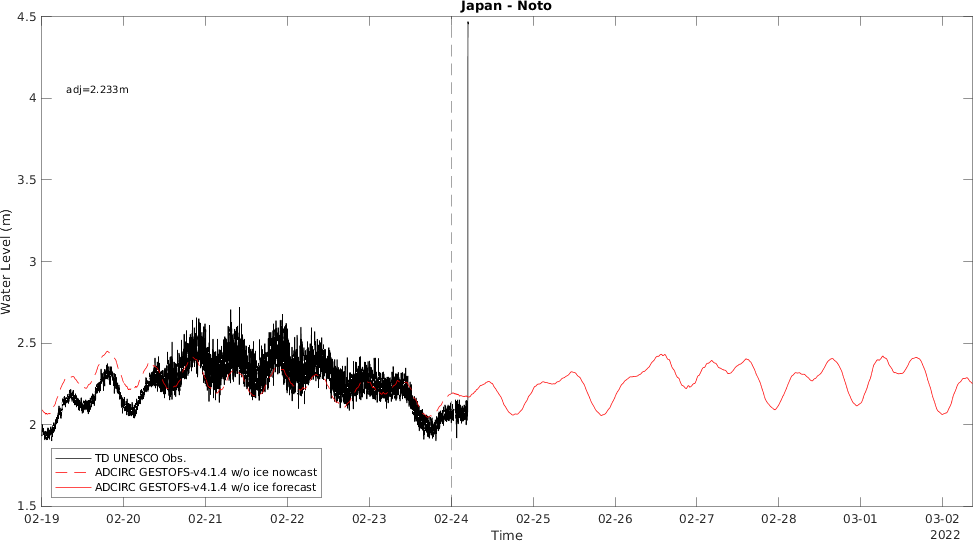 Japan - Noto
4.5
4
3.5
3
2.5
2
1.5
Water Level (m)
adj=2.233m
TD UNESCO Obs.
ADCIRC GESTOFS-v4.1.4 w/o ice nowcast
ADCIRC GESTOFS-v4.1.4 w/o ice forecast
02-19 02-20 02-21 02-22 02-23 02-24 02-25 02-26 02-27 02-28 03-01 03-02
2022
Time